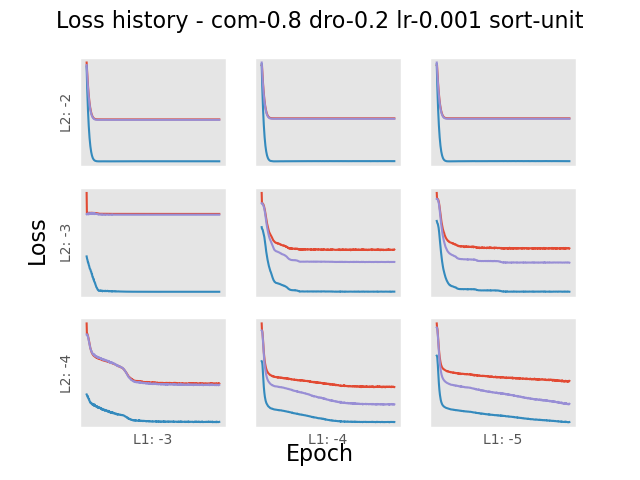 Loss history - com-0.8 dro-0.2 lr-0.001 sort-unit
L2: -2
Loss
L2: -3
L2: -4
L1: -3
L1: -4
L1: -5
Epoch